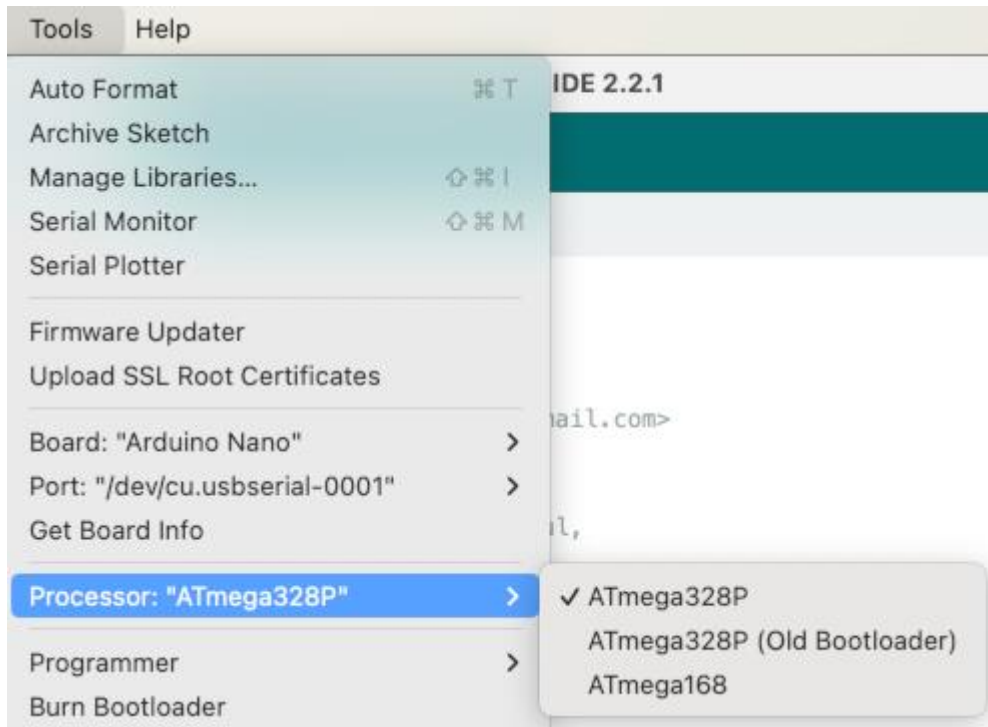 Tools Help
Auto Format ⌘ T
IDE 2.2.1
Archive Sketch
Manage Libraries... ⇧ ⌘ I
Serial Monitor ⇧ ⌘ M
Serial Plotter
Firmware Updater
Upload SSL Root Certificates
ail.com>
Board: "Arduino Nano" >
Port: "/dev/cu.usbserial-0001" >
Get Board Info
Processor: "ATmega328P" >
✓ ATmega328P
ATmega328P (Old Bootloader)
ATmega168
Programmer >
Burn Bootloader